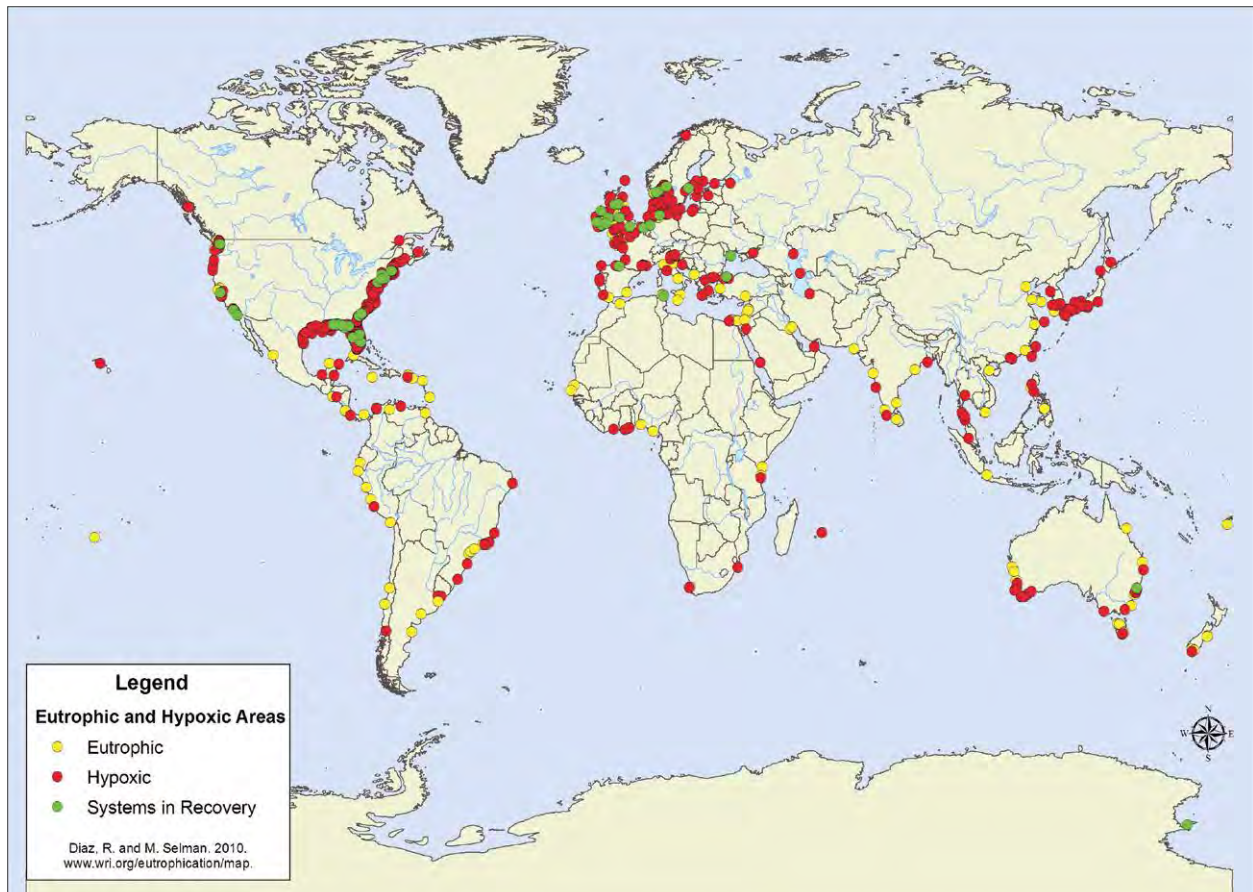 N
W E
S
Legend
Eutrophic and Hypoxic Areas
Eutrophic
Hypoxic
Systems in Recovery
Diaz, R. and M. Selman. 2010.
www.wri.org/eutrophication/map.